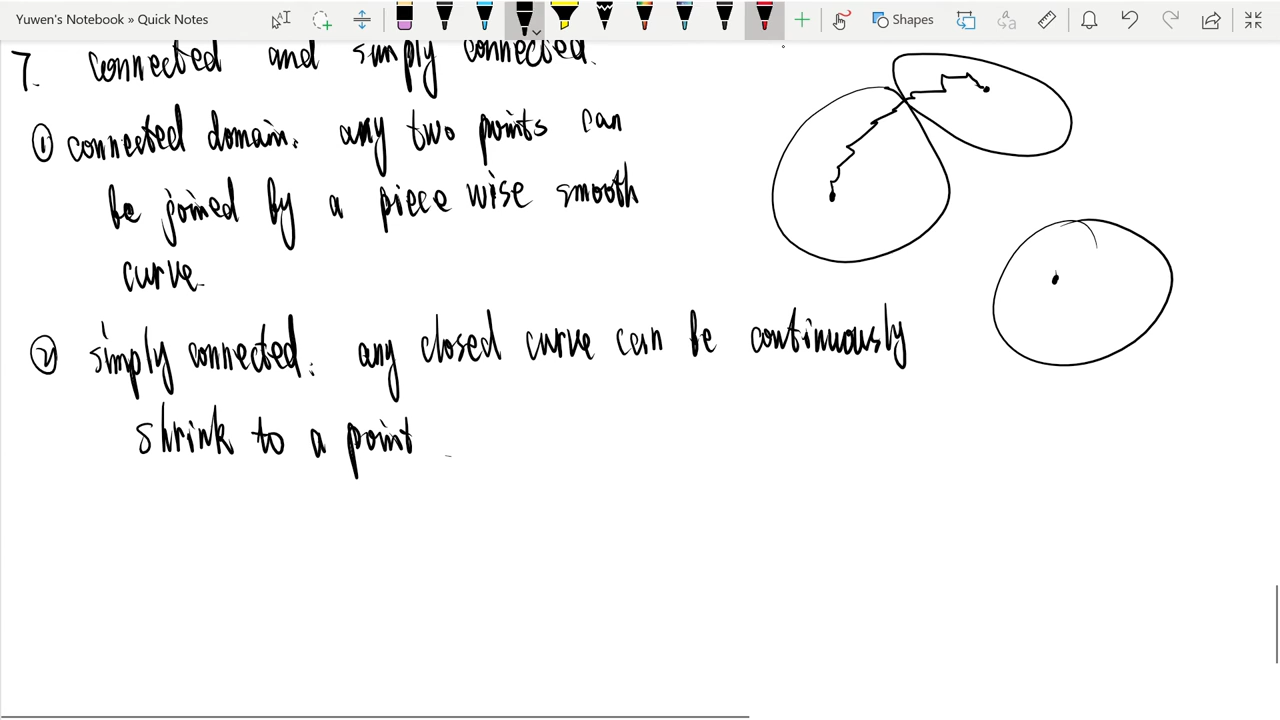 Yuwen's Notebook » Quick Notes
Shapes
7. connected and simply connected.
① connected domain. any two points can
be joined by a piece wise smooth
curve.
② simply connected. any closed curve can be continuously
shrink to a point